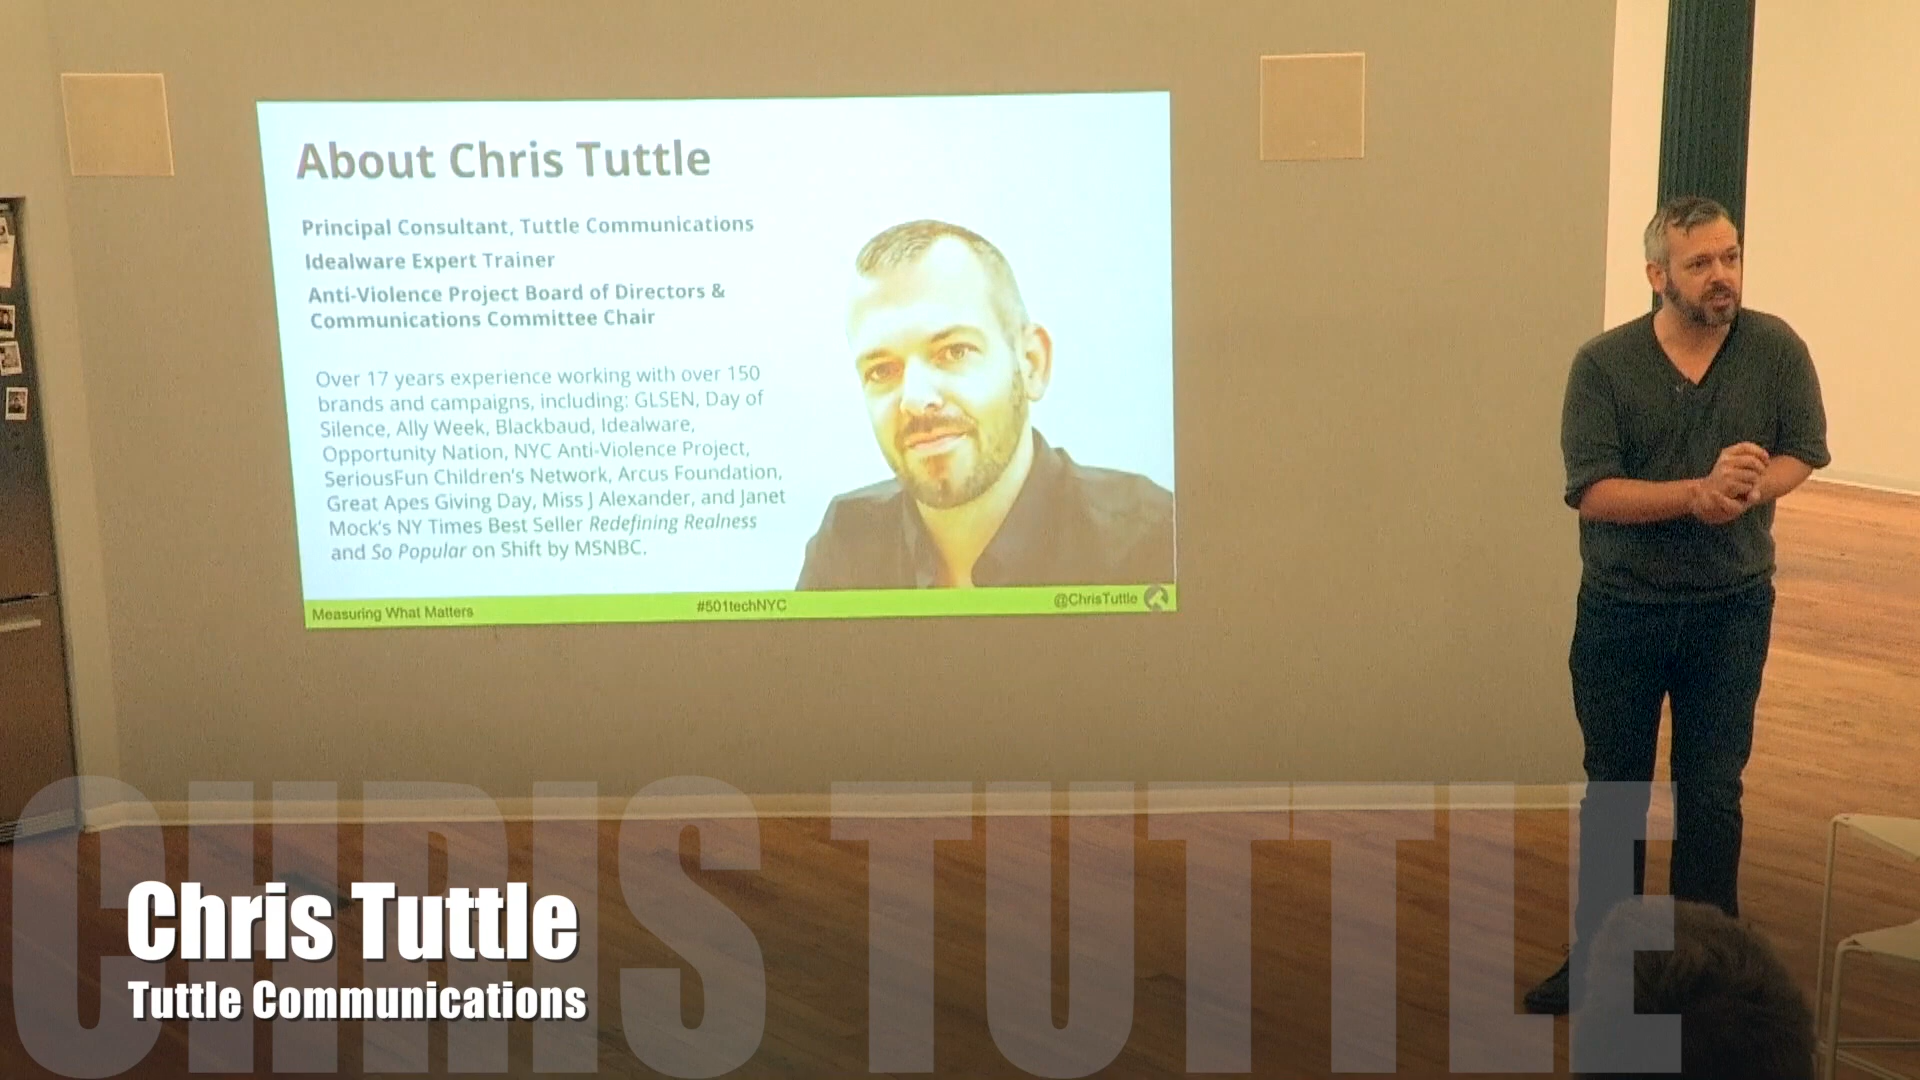 About Chris Tuttle
Principal Consultant, Tuttle Communications
Idealware Expert Trainer
Anti-Violence Project Board of Directors &
Communications Committee Chair
Over 17 years experience working with over 150
brands and campaigns, including: GLSEN, Day of
Silence, Ally Week, Blackbaud, Idealware,
Opportunity Nation, NYC Anti-Violence Project,
SeriousFun Children's Network, Arcus Foundation,
Great Apes Giving Day, Miss J Alexander, and Janet
Mock's NY Times Best Seller Redefining Realness
and So Popular on Shift by MSNBC.
Measuring What Matters
#501techNYC
@ChrisTuttle
CHRIS TUTTLE
Chris Tuttle
Tuttle Communications